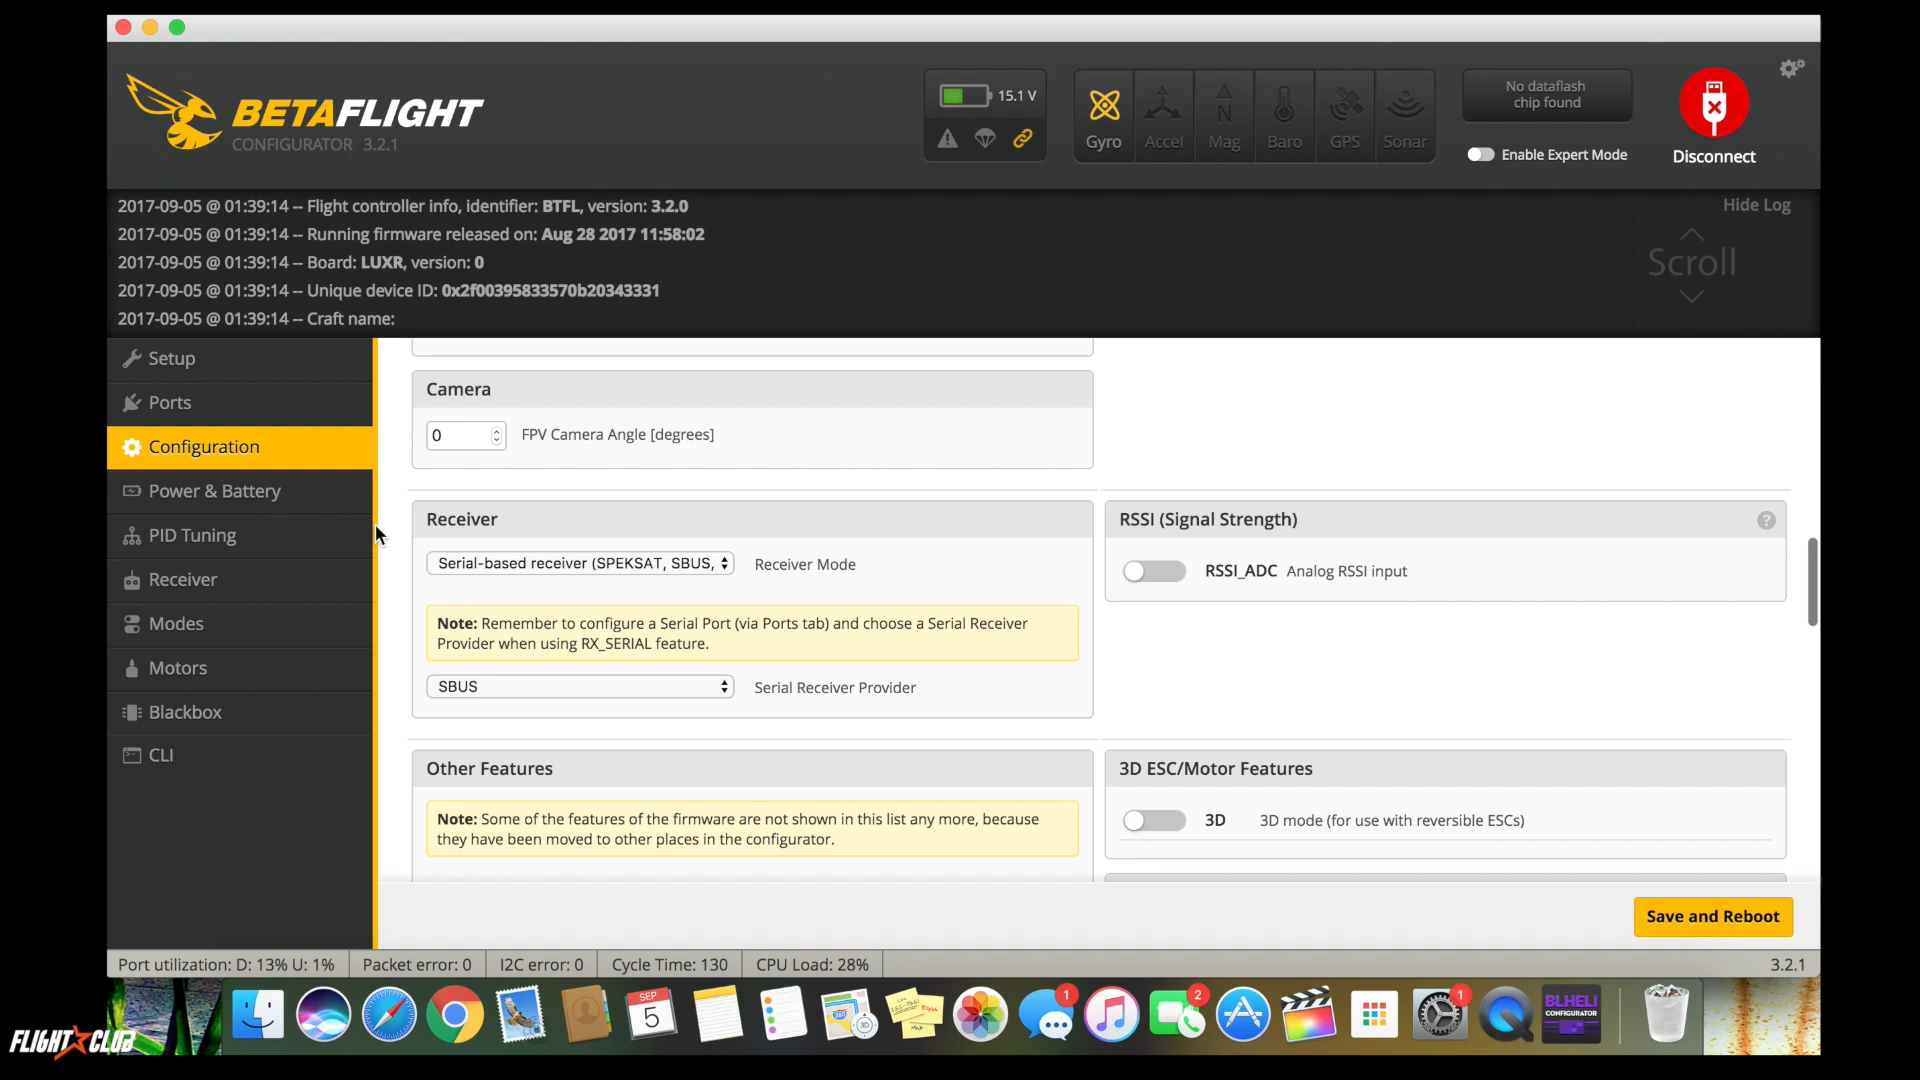 BETAFLIGHT
CONFIGURATOR 3.2.1
15.1 V
Gyro
Accel
Mag
Baro
GPS
Sonar
No dataflash
chip found
Enable Expert Mode
Disconnect
2017-09-05 @ 01:39:14 -- Flight controller info, identifier: BTFL, version: 3.2.0
2017-09-05 @ 01:39:14 -- Running firmware released on: Aug 28 2017 11:58:02
2017-09-05 @ 01:39:14 -- Board: LUXR, version: 0
2017-09-05 @ 01:39:14 -- Unique device ID: 0x2f00395833570b20343331
2017-09-05 @ 01:39:14 -- Craft name:
Hide Log
Scroll
Setup
Ports
Configuration
Power & Battery
PID Tuning
Receiver
Modes
Motors
Blackbox
CLI
Camera
0 FPV Camera Angle [degrees]
Receiver
Serial-based receiver (SPEKSAT, SBUS, Receiver Mode
Note: Remember to configure a Serial Port (via Ports tab) and choose a Serial Receiver
Provider when using RX_SERIAL feature.
SBUS Serial Receiver Provider
RSSI (Signal Strength)
?
RSSI_ADC Analog RSSI input
Other Features
Note: Some of the features of the firmware are not shown in this list any more, because
they have been moved to other places in the configurator.
3D ESC/Motor Features
3D 3D mode (for use with reversible ESCs)
Save and Reboot
Port utilization: D: 13% U: 1%
Packet error: 0
I2C error: 0
Cycle Time: 130
CPU Load: 28%
3.2.1
SEP
5
3D
1
2
1
BLHELI
CONFIGURATOR
FLIGHT CLUB